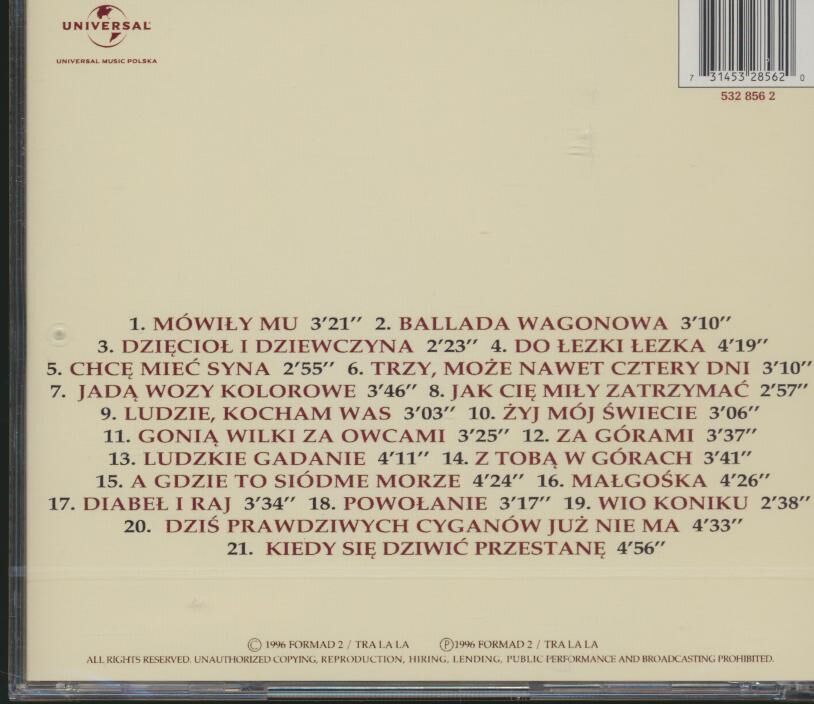 UNIVERSAL
UNIVERSAL MUSIC POLSKA
7 31453 28562 0
532 856 2
1. MÓWIŁY MU 3'21'' 2. BALLADA WAGONOWA 3'10''
3. DZIĘCIOŁ I DZIEWCZYNA 2'23'' 4. DO ŁEZKI ŁEZKA 4'19''
5. CHCĘ MIEĆ SYNA 2'55'' 6. TRZY, MOŻE NAWET CZTERY DNI 3'10''
7. JADĄ WOZY KOLOROWE 3'46'' 8. JAK CIĘ MIŁY ZATRZYMAĆ 2'57''
9. LUDZIE, KOCHAM WAS 3'03'' 10. ŻYJ MÓJ ŚWIECIE 3'06''
11. GONIĄ WILKI ZA OWCAMI 3'25'' 12. ZA GÓRAMI 3'37''
13. LUDZKIE GADANIE 4'11'' 14. Z TOBĄ W GÓRACH 3'41''
15. A GDZIE TO SIÓDME MORZE 4'24'' 16. MAŁGOŚKA 4'26''
17. DIABEŁ I RAJ 3'34'' 18. POWOŁANIE 3'17'' 19. WIO KONIKU 2'38''
20. DZIŚ PRAWDZIWYCH CYGANÓW JUŻ NIE MA 4'33''
21. KIEDY SIĘ DZIWIĆ PRZESTANĘ 4'56''
© 1996 FORMAD 2 / TRA LA LA ℗1996 FORMAD 2 / TRA LA LA
ALL RIGHTS RESERVED. UNAUTHORIZED COPYING, REPRODUCTION, HIRING, LENDING, PUBLIC PERFORMANCE AND BROADCASTING PROHIBITED.